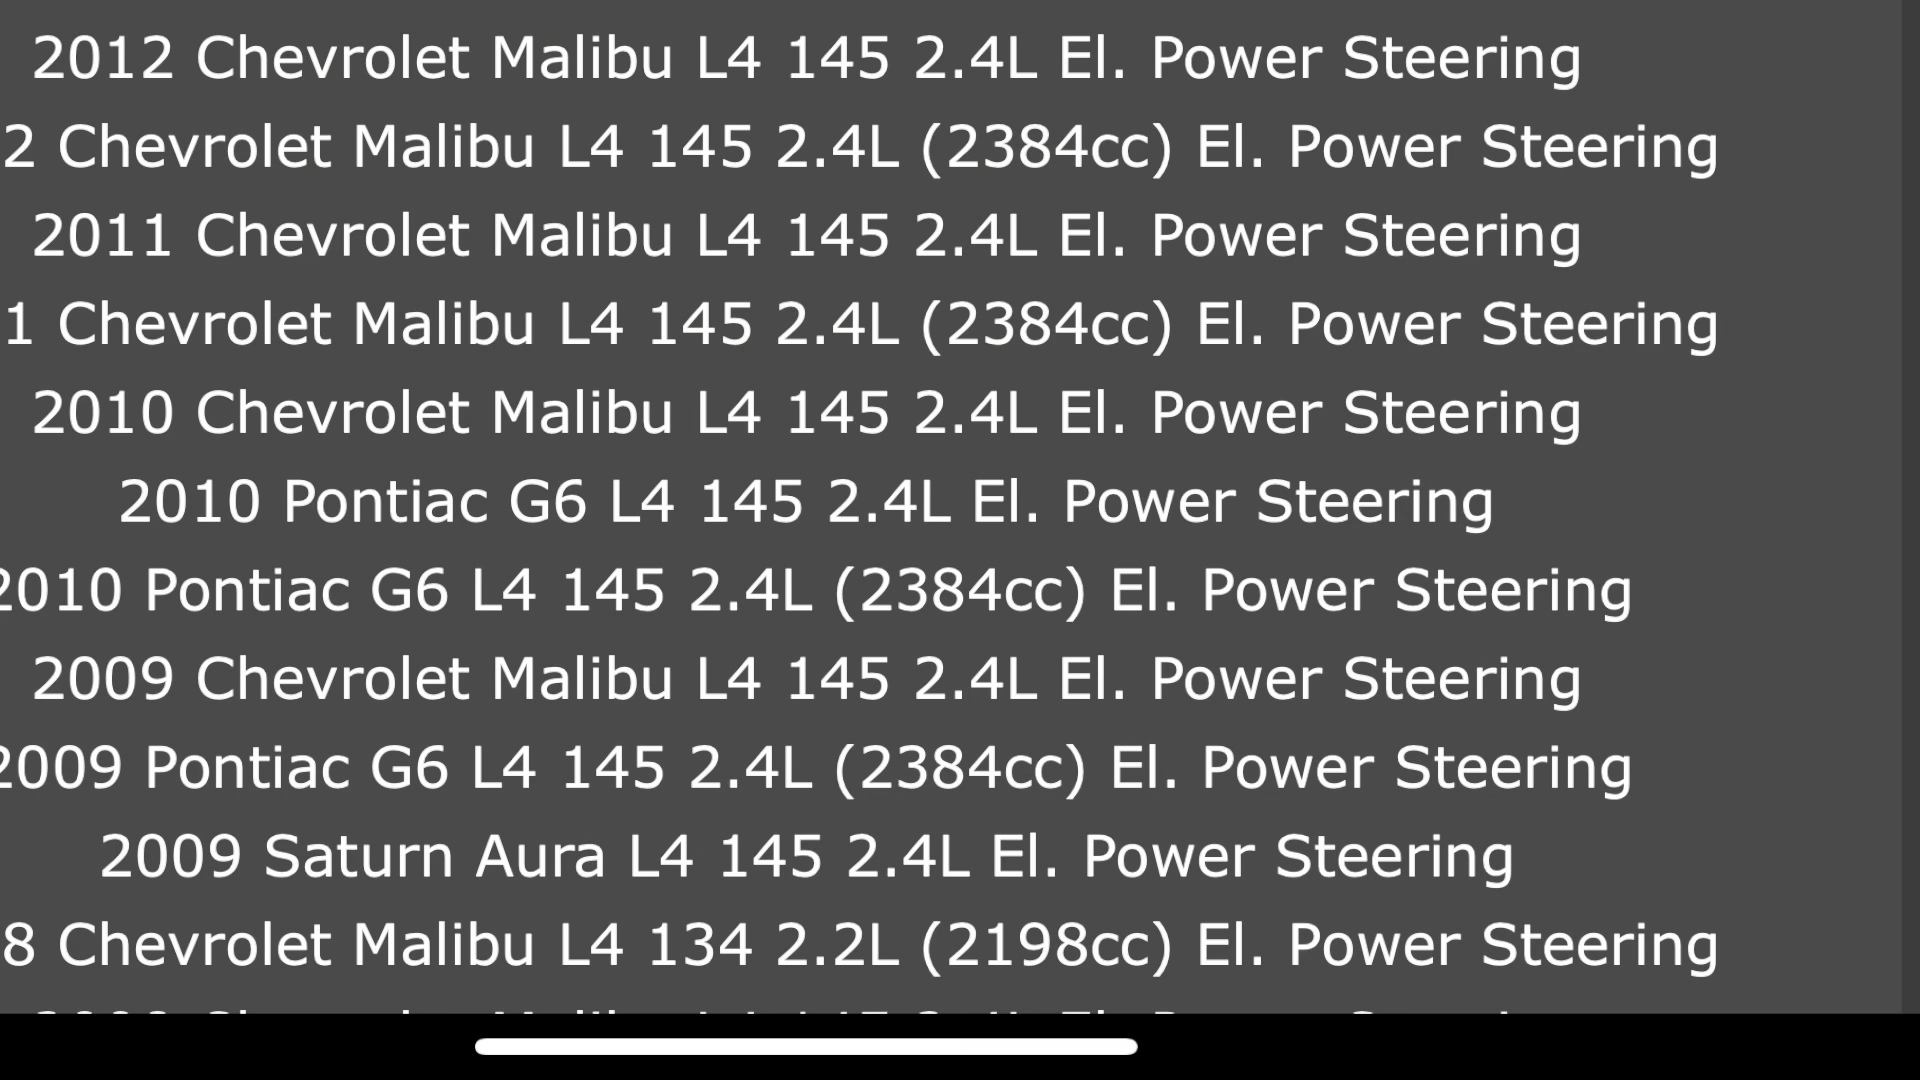 2012 Chevrolet Malibu L4 145 2.4L El. Power Steering
2 Chevrolet Malibu L4 145 2.4L (2384cc) El. Power Steering
2011 Chevrolet Malibu L4 145 2.4L El. Power Steering
1 Chevrolet Malibu L4 145 2.4L (2384cc) El. Power Steering
2010 Chevrolet Malibu L4 145 2.4L El. Power Steering
2010 Pontiac G6 L4 145 2.4L El. Power Steering
2010 Pontiac G6 L4 145 2.4L (2384cc) El. Power Steering
2009 Chevrolet Malibu L4 145 2.4L El. Power Steering
2009 Pontiac G6 L4 145 2.4L (2384cc) El. Power Steering
2009 Saturn Aura L4 145 2.4L El. Power Steering
8 Chevrolet Malibu L4 134 2.2L (2198cc) El. Power Steering